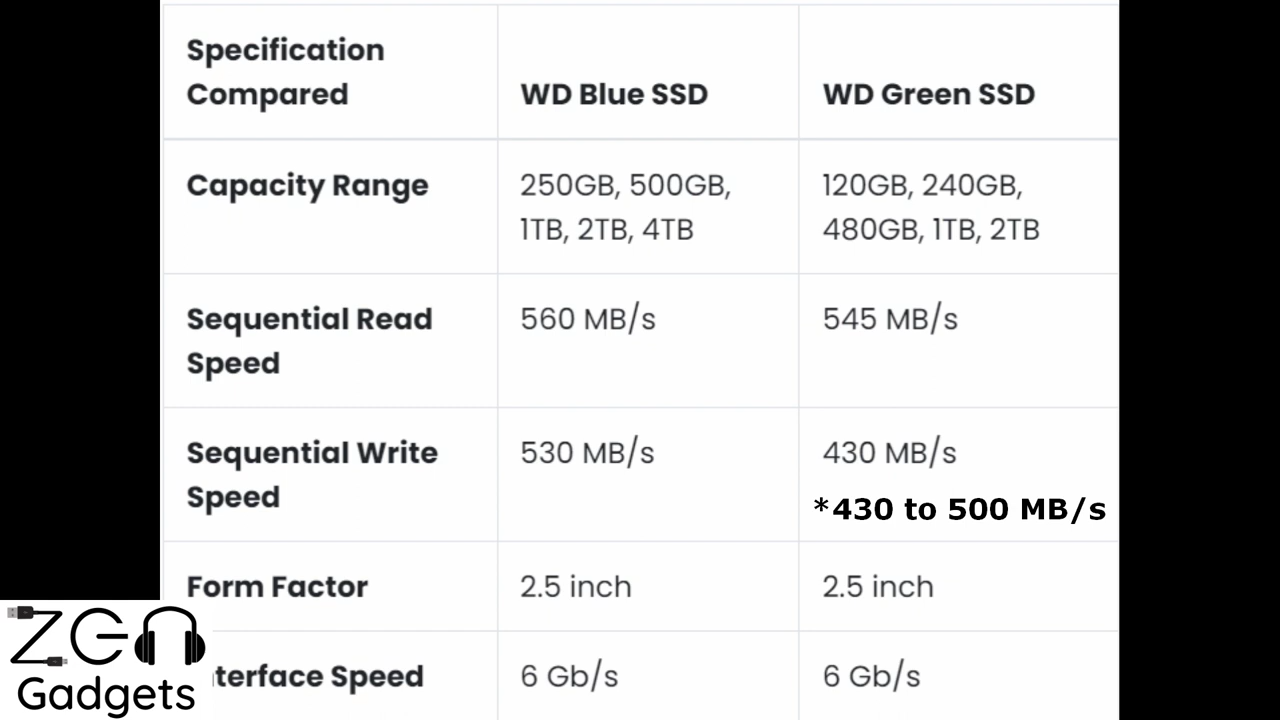 Specification
Compared
WD Blue SSD
WD Green SSD
Capacity Range
250GB, 500GB,
1TB, 2TB, 4TB
120GB, 240GB,
480GB, 1TB, 2TB
Sequential Read
Speed
560 MB/s
545 MB/s
Sequential Write
Speed
530 MB/s
430 MB/s
*430 to 500 MB/s
Form Factor
2.5 inch
2.5 inch
nterface Speed
6 Gb/s
6 Gb/s
ZGA
Gadgets